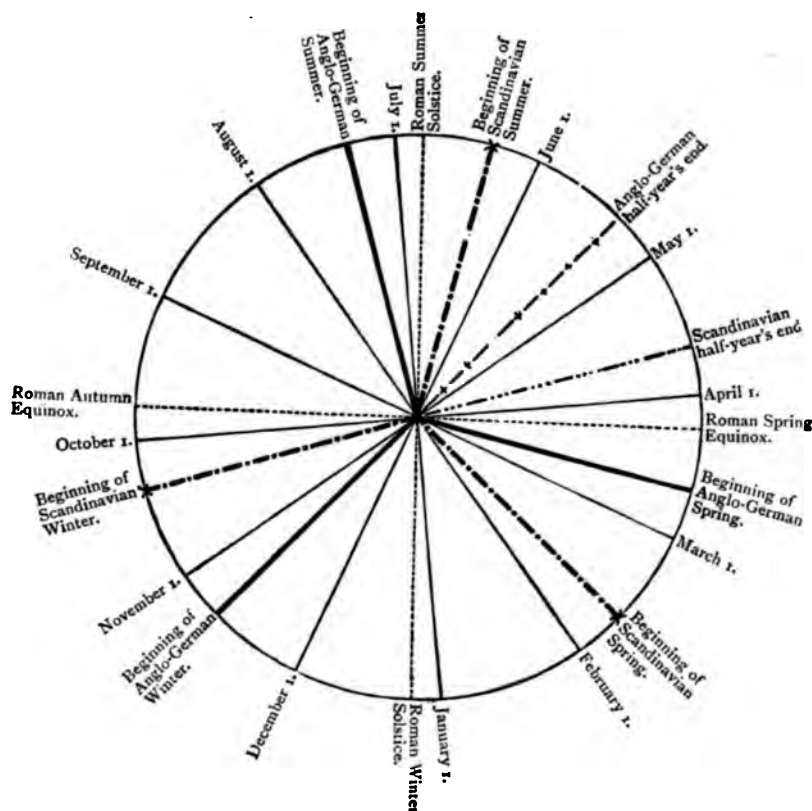 Roman Summer
Solstice.
Beginning of
Scandinavian
Summer.
June 1.
Anglo-German
half-year's end.
May 1.
Scandinavian
half-year's end
April 1.
Roman Spring
Equinox.
Beginning of
Anglo-German
Spring.
March 1.
Beginning of
Scandinavian
Spring.
February 1.
January 1.
Roman Winter
Solstice.
December 1.
Beginning of
Anglo-German
Winter.
November 1.
Beginning of
Scandinavian
Winter.
October 1.
Roman Autumn
Equinox.
September 1.
August 1.
Beginning of
Anglo-German
Summer.
July 1.